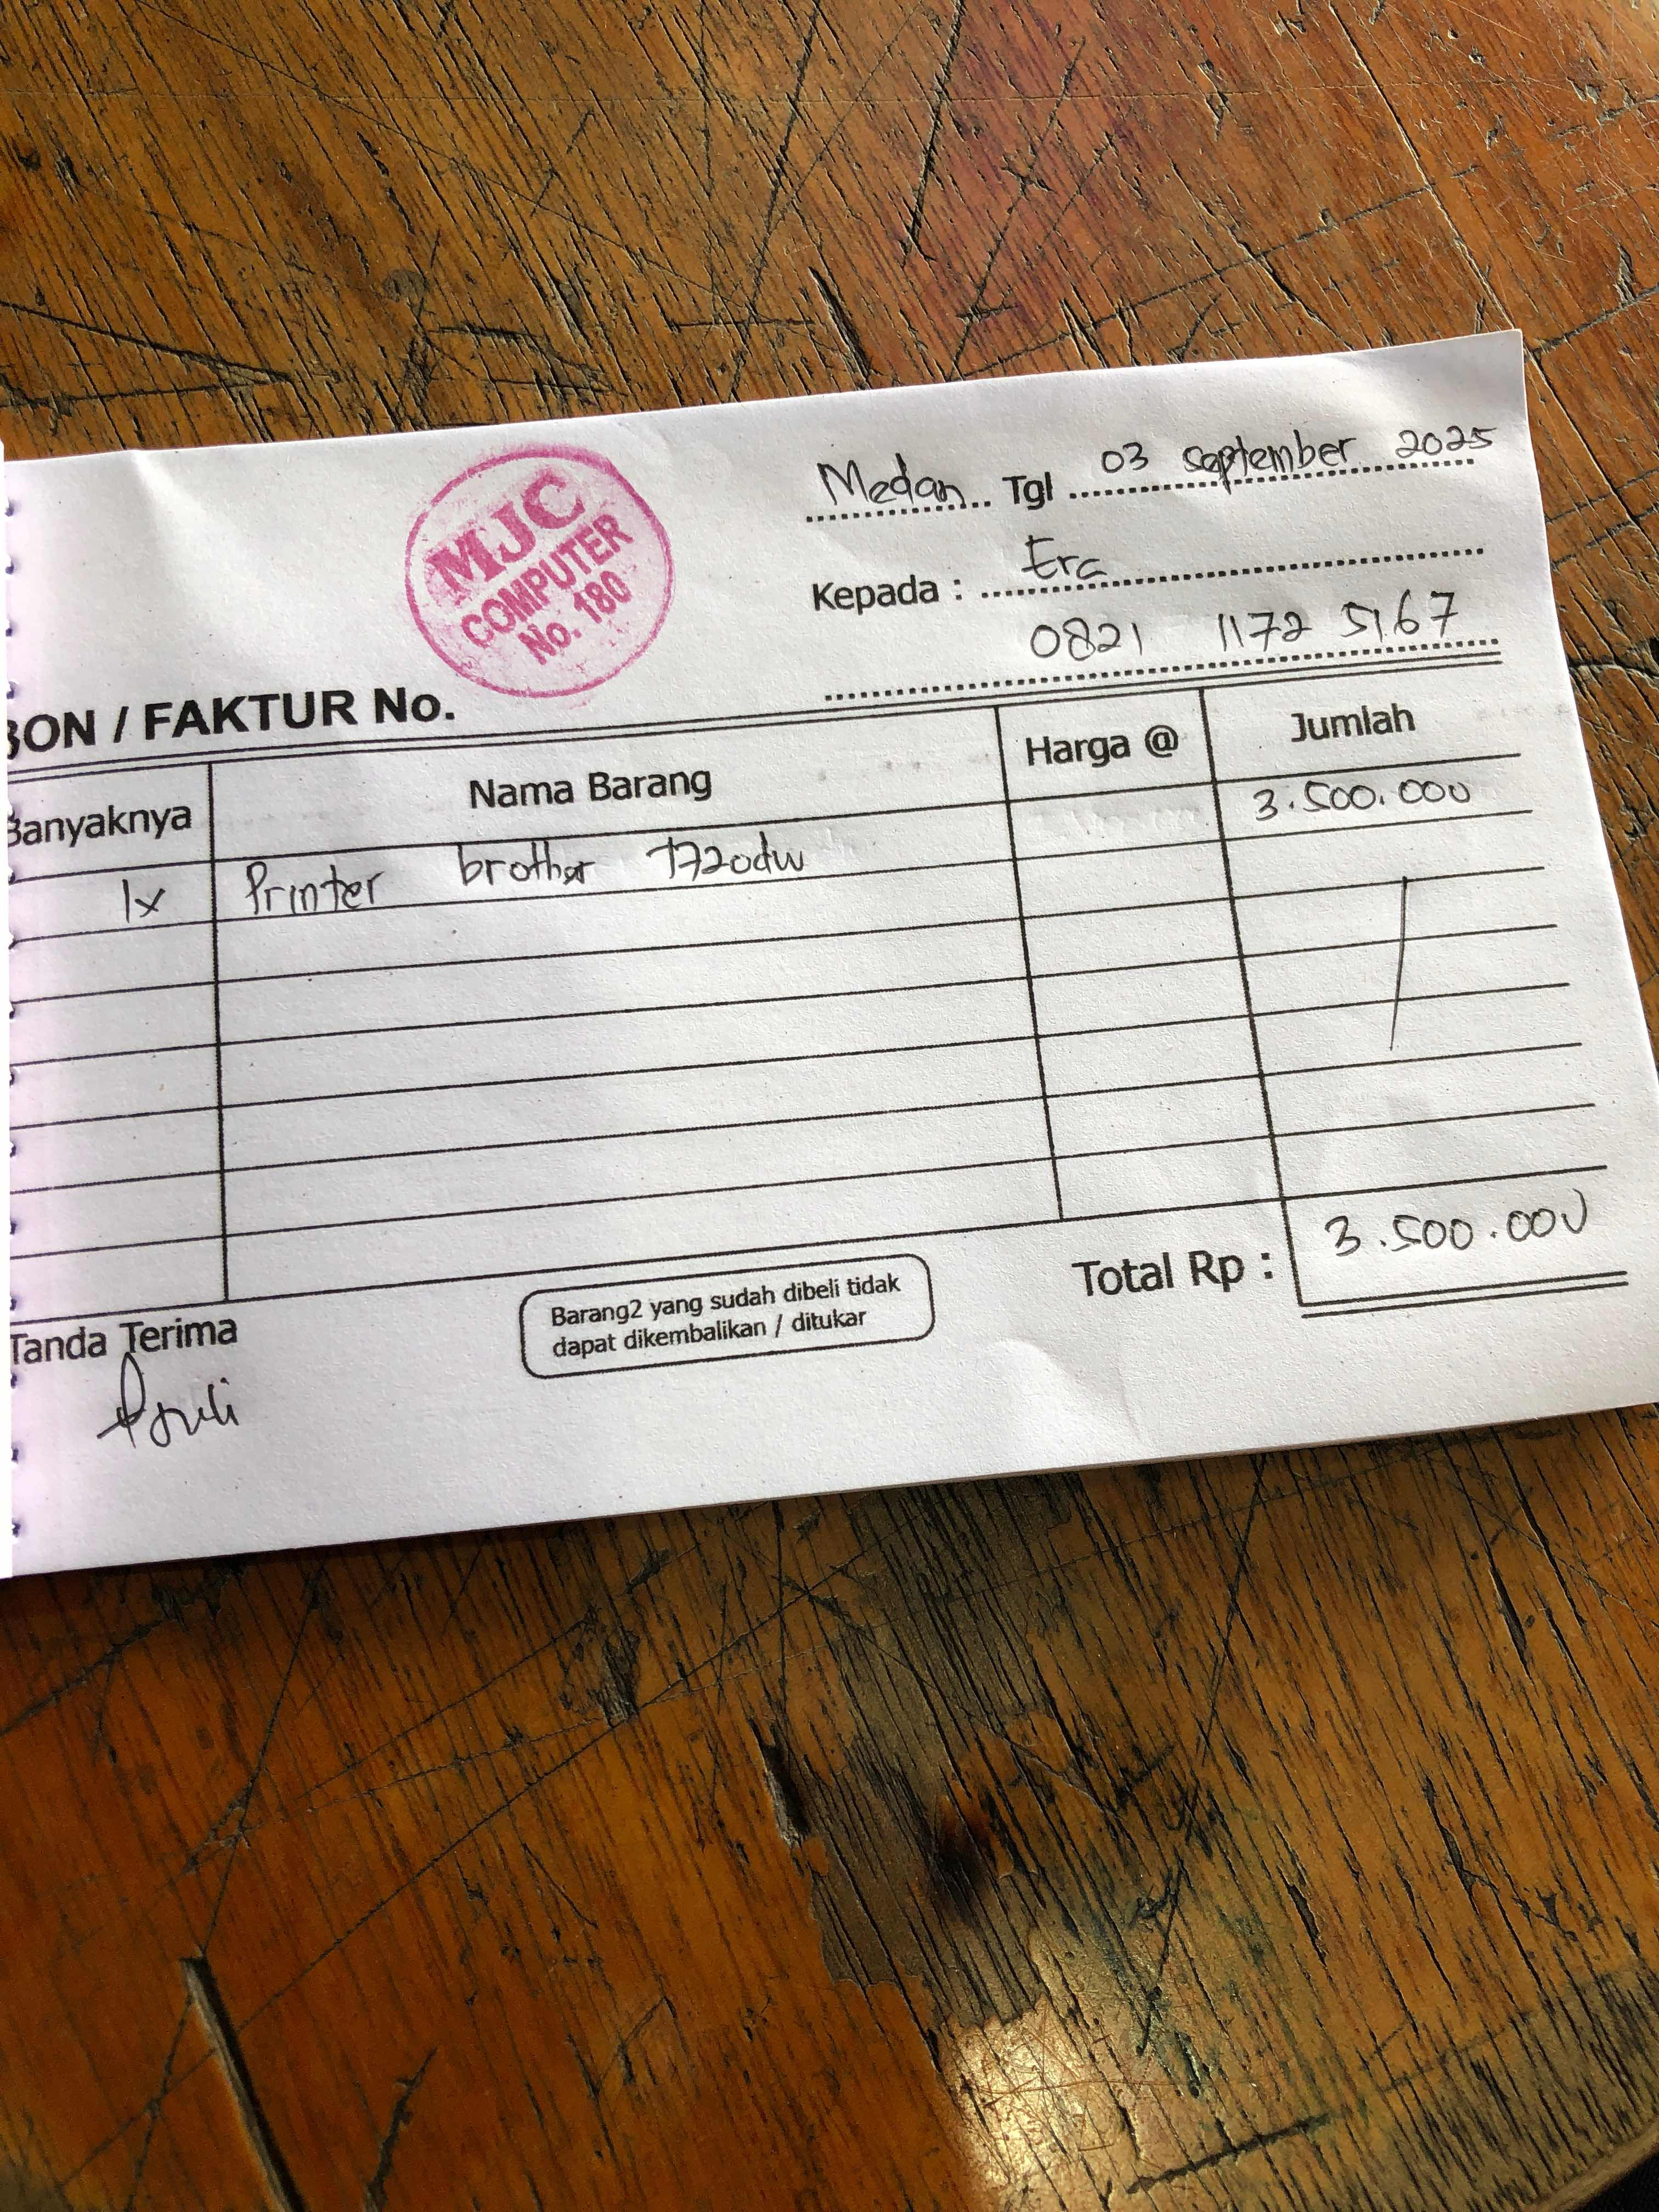 MJC
COMPUTER
No. 180
Medan Tgl 03 september 2025
Kepada :
0821 1172 5167
BON / FAKTUR No.
Banyaknya Nama Barang Harga @ Jumlah
1x Printer brother T720dw 3.500.000
Total Rp : 3.500.000
Barang2 yang sudah dibeli tidak
dapat dikembalikan / ditukar
Tanda Terima